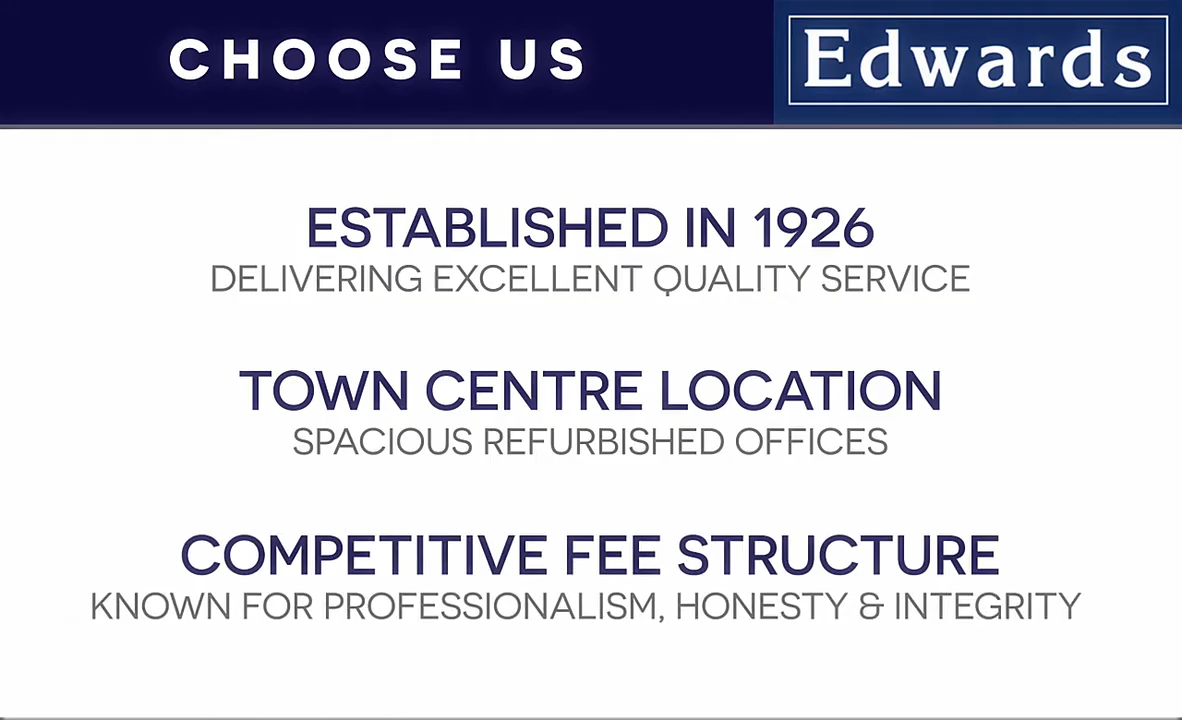 CHOOSE US
Edwards
ESTABLISHED IN 1926
DELIVERING EXCELLENT QUALITY SERVICE
TOWN CENTRE LOCATION
SPACIOUS REFURBISHED OFFICES
COMPETITIVE FEE STRUCTURE
KNOWN FOR PROFESSIONALISM, HONESTY & INTEGRITY